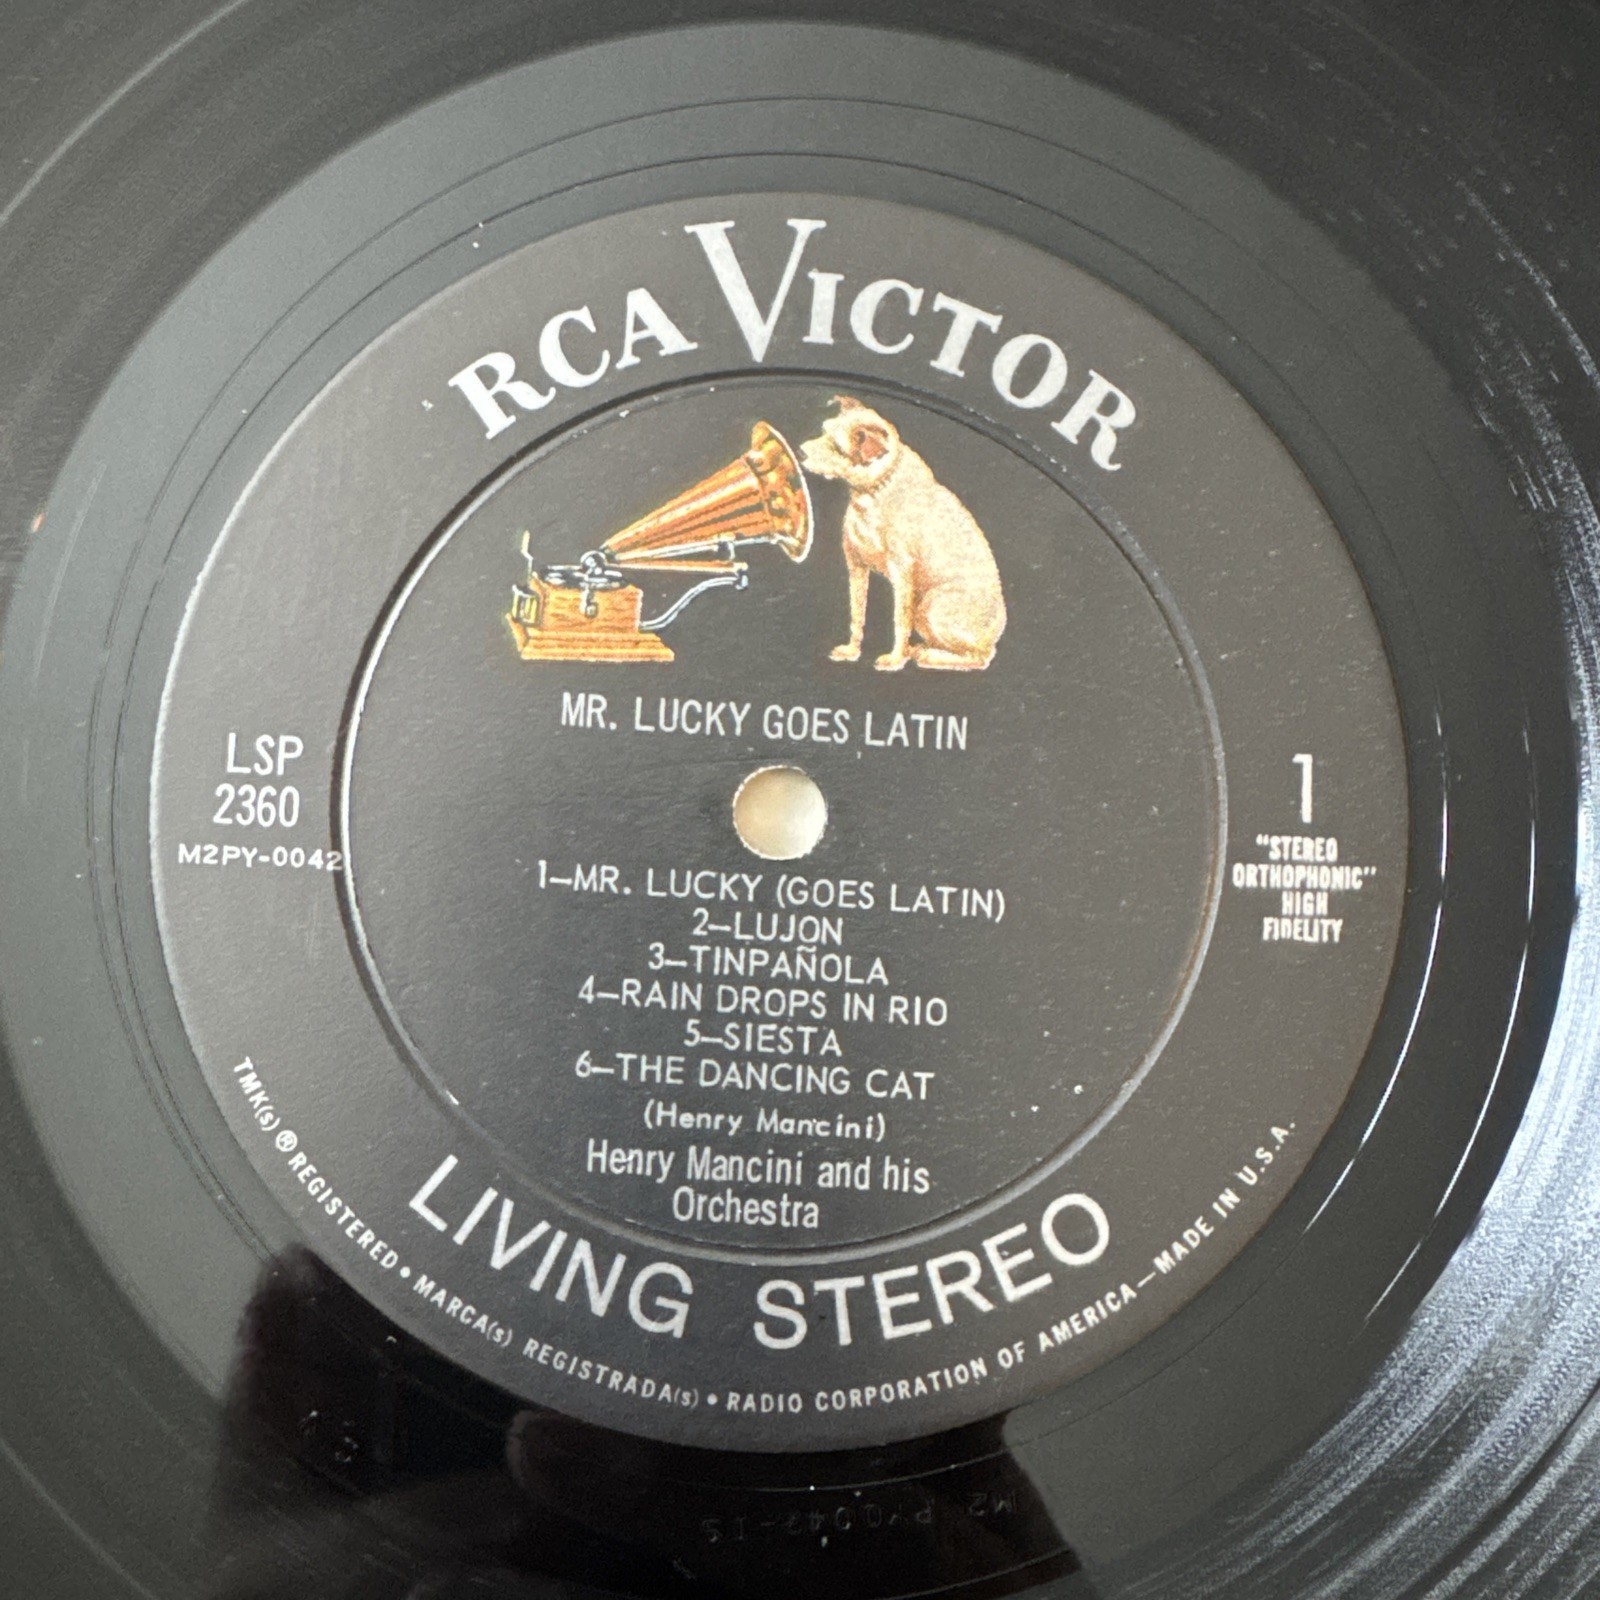 RCA VICTOR
MR. LUCKY GOES LATIN
LSP
2360
M2PY-0042
1
"STEREO
ORTHOPHONIC"
HIGH
FIDELITY
1—MR. LUCKY (GOES LATIN)
2—LUJON
3—TINPAÑOLA
4—RAIN DROPS IN RIO
5—SIESTA
6—THE DANCING CAT
(Henry Mancini)
Henry Mancini and his
Orchestra
LIVING STEREO
TMK(s) ® REGISTERED • MARCA(s) REGISTRADA(s) • RADIO CORPORATION OF AMERICA—MADE IN U.S.A.